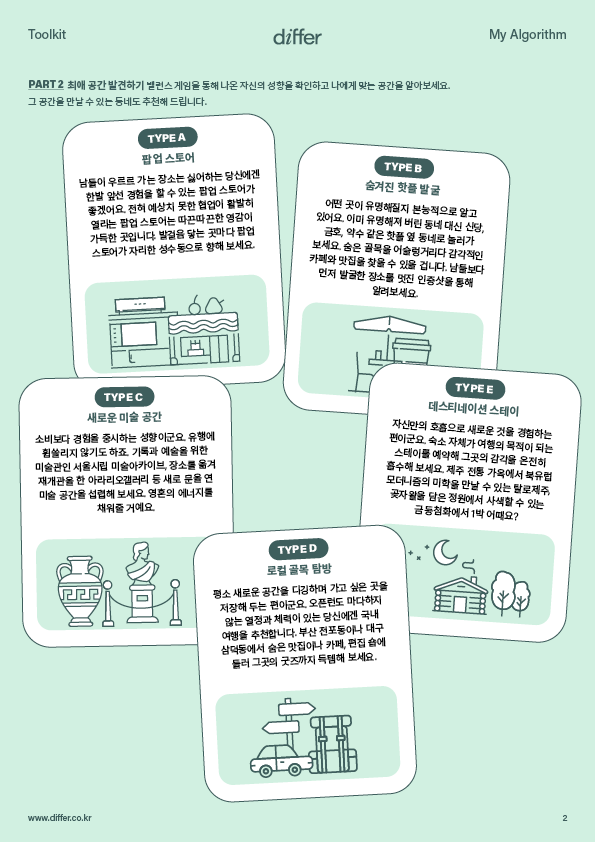 Toolkit
differ
My Algorithm
PART 2 최애 공간 발견하기 밸런스 게임을 통해 나온 자신의 성향을 확인하고 나에게 맞는 공간을 알아보세요.
그 공간을 만날 수 있는 동네도 추천해 드립니다.
TYPE A
팝업 스토어
남들이 우르르 가는 장소는 싫어하는 당신에겐
한발 앞선 경험을 할 수 있는 팝업 스토어가
좋겠어요. 전혀 예상치 못한 협업이 활발히
열리는 팝업 스토어는 따끈따끈한 영감이
가득한 곳입니다. 발걸음 닿는 곳마다 팝업
스토어가 자리한 성수동으로 향해 보세요.
TYPE B
숨겨진 핫플 발굴
어떤 곳이 유명해질지 본능적으로 알고
있어요. 이미 유명해져 버린 동네 대신 신당,
금호, 약수 같은 핫플 옆 동네로 눈길러가
보세요. 숨은 골목을 어슬렁거리다 감각적인
카페와 맛집을 찾을 수 있을 겁니다. 남들보다
먼저 발굴한 장소를 멋진 인증샷을 통해
알려보세요.
TYPE C
새로운 미술 공간
소비보다 경험을 중시하는 성향이군요. 유행에
휩쓸리지 않기도 하죠. 기록과 예술을 위한
미술관인 서울시립 미술아카이브, 장소를 옮겨
재개관을 한 아라리오갤러리 등 새로 문을 연
미술 공간을 섭렵해 보세요. 영혼의 에너지를
채워줄 거예요.
TYPE E
데스티네이션 스테이
자신만의 호흡으로 새로운 것을 경험하는
편이군요. 숙소 자체가 여행의 목적이 되는
스테이를 예약해 그곳의 감각을 온전히
흡수해 보세요. 제주 전통 가옥에서 북유럽
모더니즘의 미학을 만날 수 있는 탈로제주,
곶자왈을 담은 정원에서 사색할 수 있는
금등첨화에서 1박 어때요?
TYPE D
로컬 골목 탐방
평소 새로운 공간을 디깅하며 가고 싶은 곳을
저장해 두는 편이군요. 오픈런도 마다하지
않는 열정과 체력이 있는 당신에겐 국내
여행을 추천합니다. 부산 전포동이나 대구
삼덕동에서 숨은 맛집이나 카페, 편집 숍에
들러 그곳의 굿즈까지 득템해 보세요.
www.differ.co.kr
2